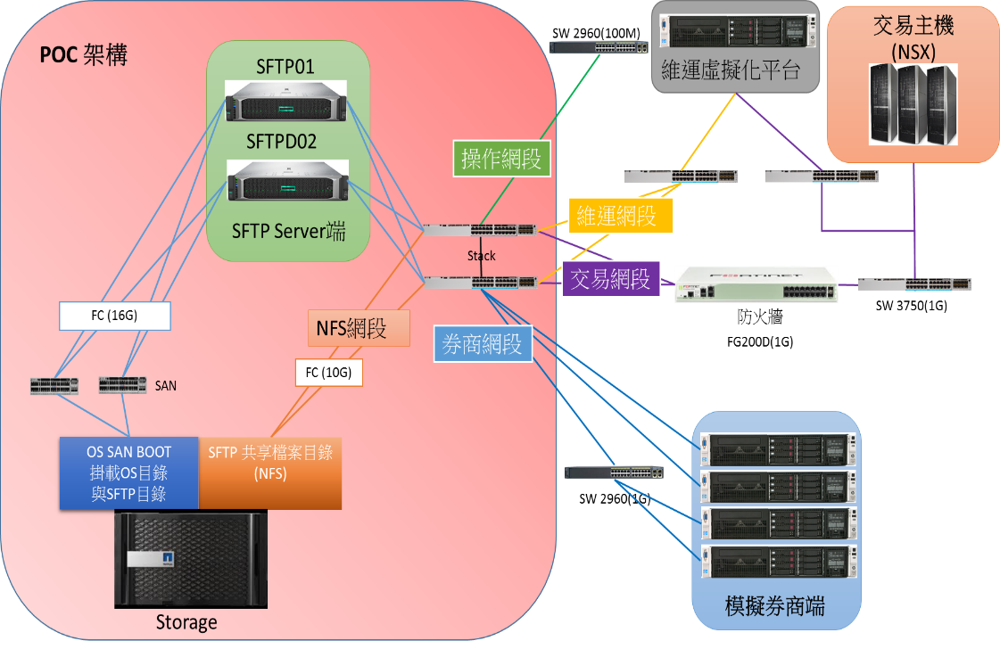 POC 架構
SFTP01
SFTPD02
SFTP Server端
SW 2960(100M)
維運虛擬化平台
交易主機
(NSX)
操作網段
維運網段
Stack
交易網段
FORTINET
防火牆
FG200D(1G)
SW 3750(1G)
FC (16G)
NFS網段
券商網段
FC (10G)
SAN
OS SAN BOOT
掛載OS目錄
與SFTP目錄
SFTP 共享檔案目錄
(NFS)
SW 2960(1G)
Storage
模擬券商端